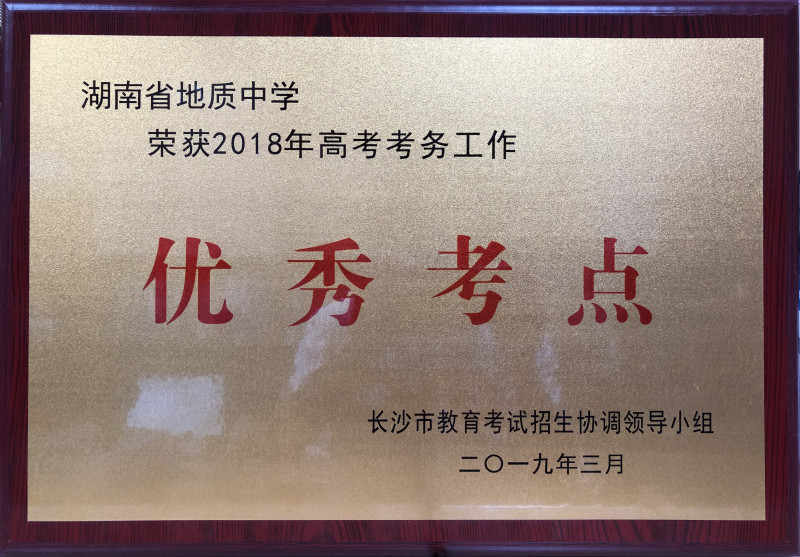 湖南省地质中学
荣获2018年高考考务工作
优秀考点
长沙市教育考试招生协调领导小组
二〇一九年三月